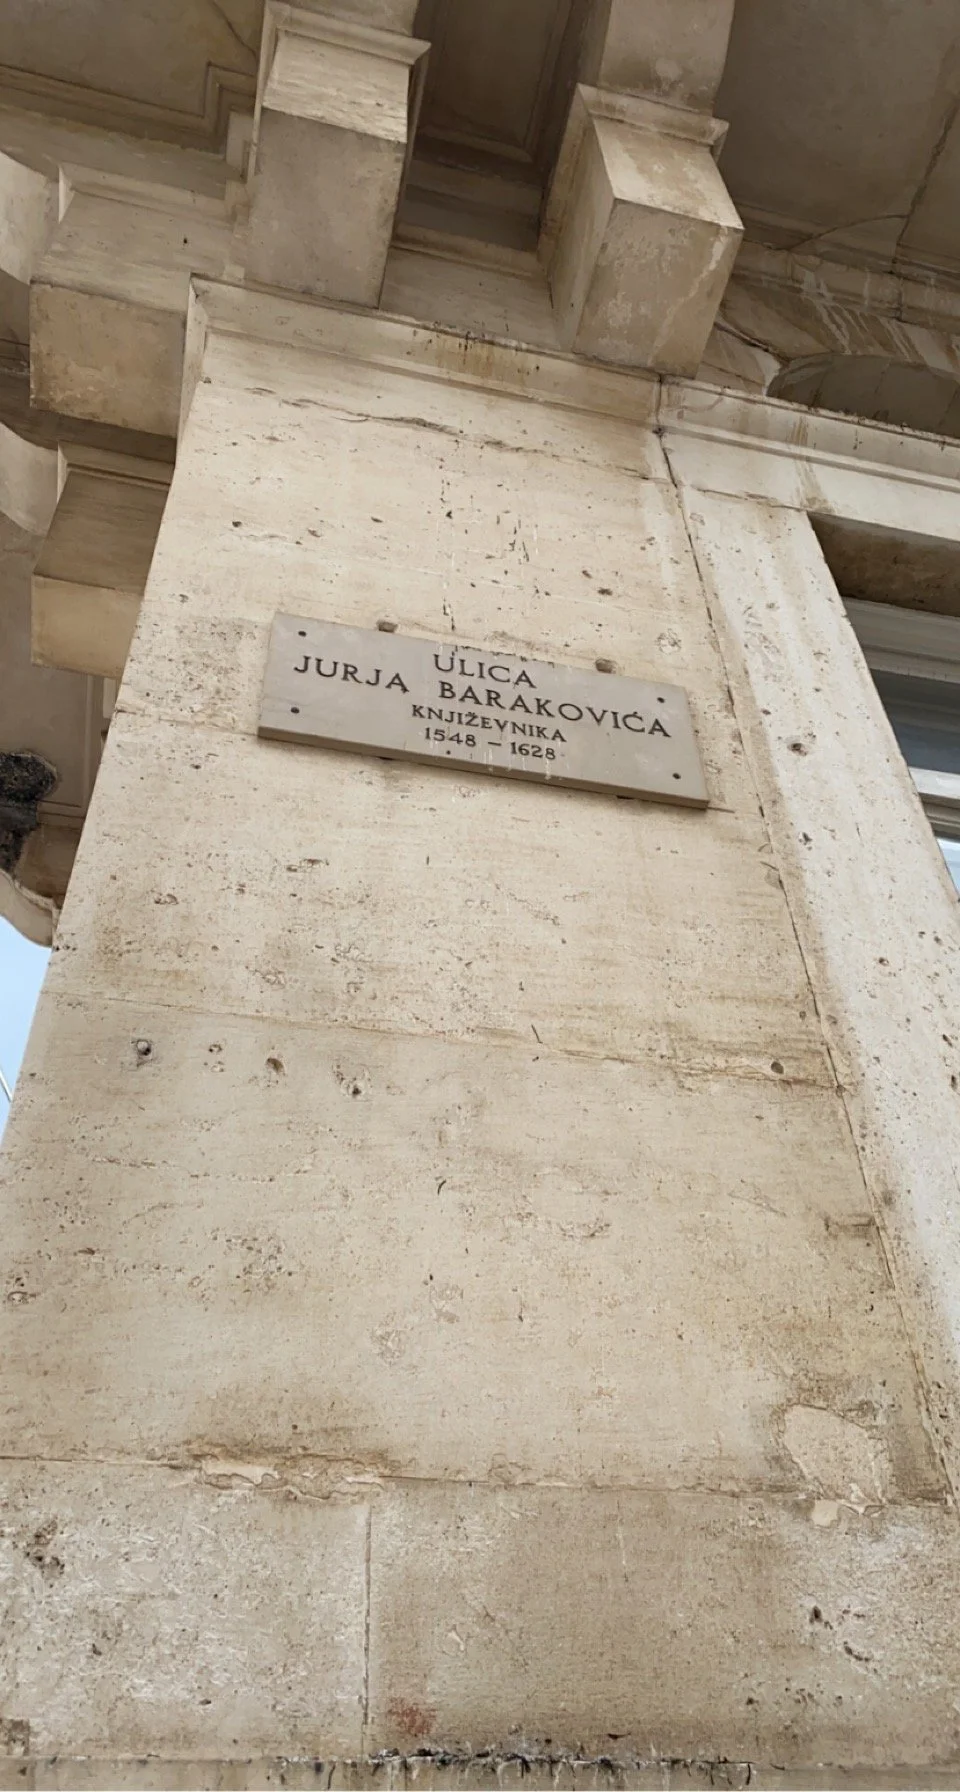 ULICA
JURJA BARAKOVIĆA
KNJIŽEVNIKA
1548 – 1628